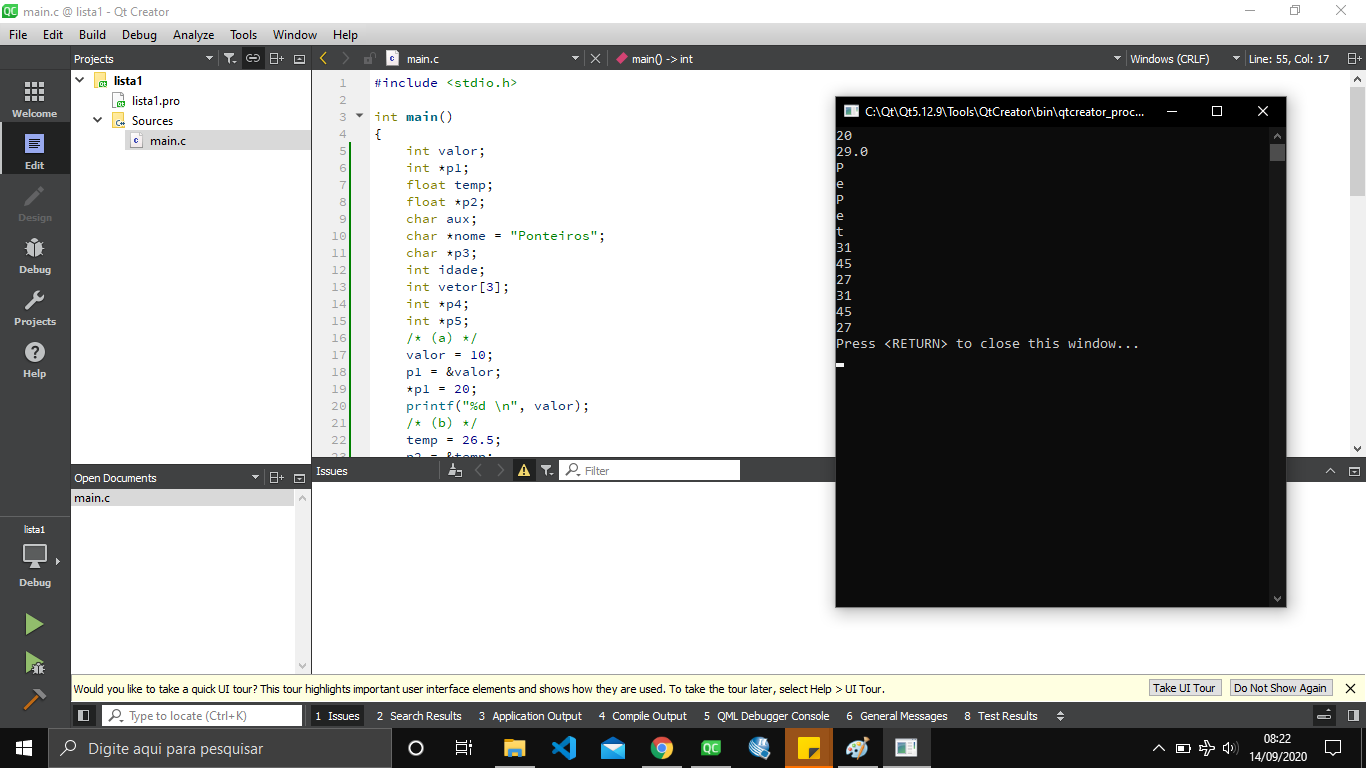 main.c @ lista1 - Qt Creator
File Edit Build Debug Analyze Tools Window Help
Projects
main.c
main() -> int
Windows (CRLF)
Line: 55, Col: 17
Welcome
Edit
Design
Debug
Projects
Help
lista1
lista1.pro
Sources
main.c
1 #include <stdio.h>
2
3 int main()
4 {
5 int valor;
6 int *p1;
7 float temp;
8 float *p2;
9 char aux;
10 char *nome = "Ponteiros";
11 char *p3;
12 int idade;
13 int vetor[3];
14 int *p4;
15 int *p5;
16 /* (a) */
17 valor = 10;
18 p1 = &valor;
19 *p1 = 20;
20 printf("%d \n", valor);
21 /* (b) */
22 temp = 26.5;
23 p2 = &temp;
C:\Qt\Qt5.12.9\Tools\QtCreator\bin\qtcreator_proc...
20
29.0
P
e
P
e
t
31
45
27
31
45
27
Press <RETURN> to close this window...
Open Documents
main.c
Issues
Filter
lista1
Debug
Would you like to take a quick UI tour? This tour highlights important user interface elements and shows how they are used. To take the tour later, select Help > UI Tour.
Take UI Tour
Do Not Show Again
Type to locate (Ctrl+K)
1 Issues 2 Search Results 3 Application Output 4 Compile Output 5 QML Debugger Console 6 General Messages 8 Test Results
Digite aqui para pesquisar
08:22
14/09/2020